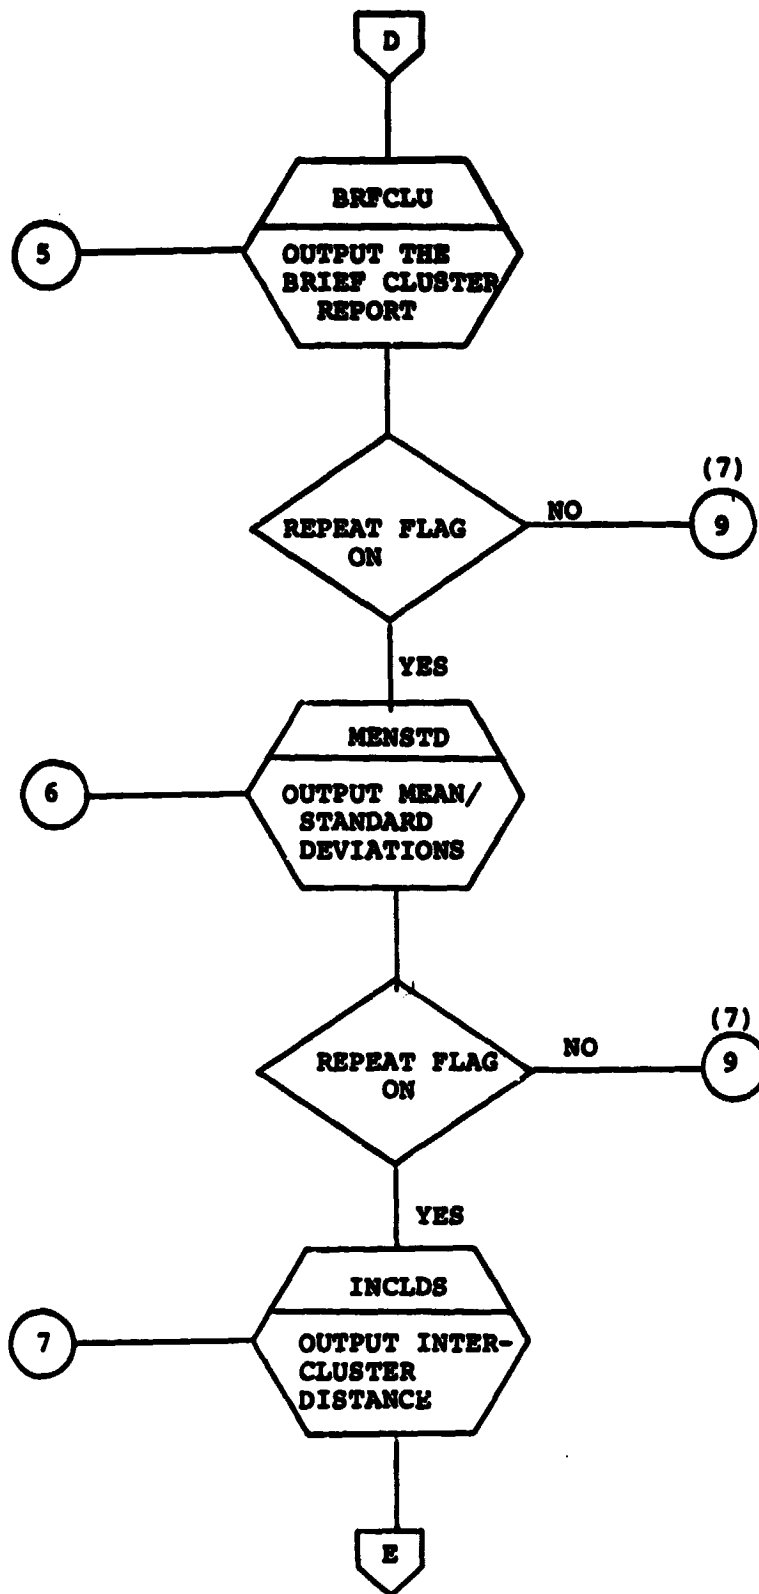 D
BRFCLU
5
OUTPUT THE
BRIEF CLUSTER
REPORT
(7)
REPEAT FLAG
ON
NO
9
YES
MENSTD
6
OUTPUT MEAN/
STANDARD
DEVIATIONS
(7)
REPEAT FLAG
ON
NO
9
YES
INCLDS
7
OUTPUT INTER-
CLUSTER
DISTANCE
E